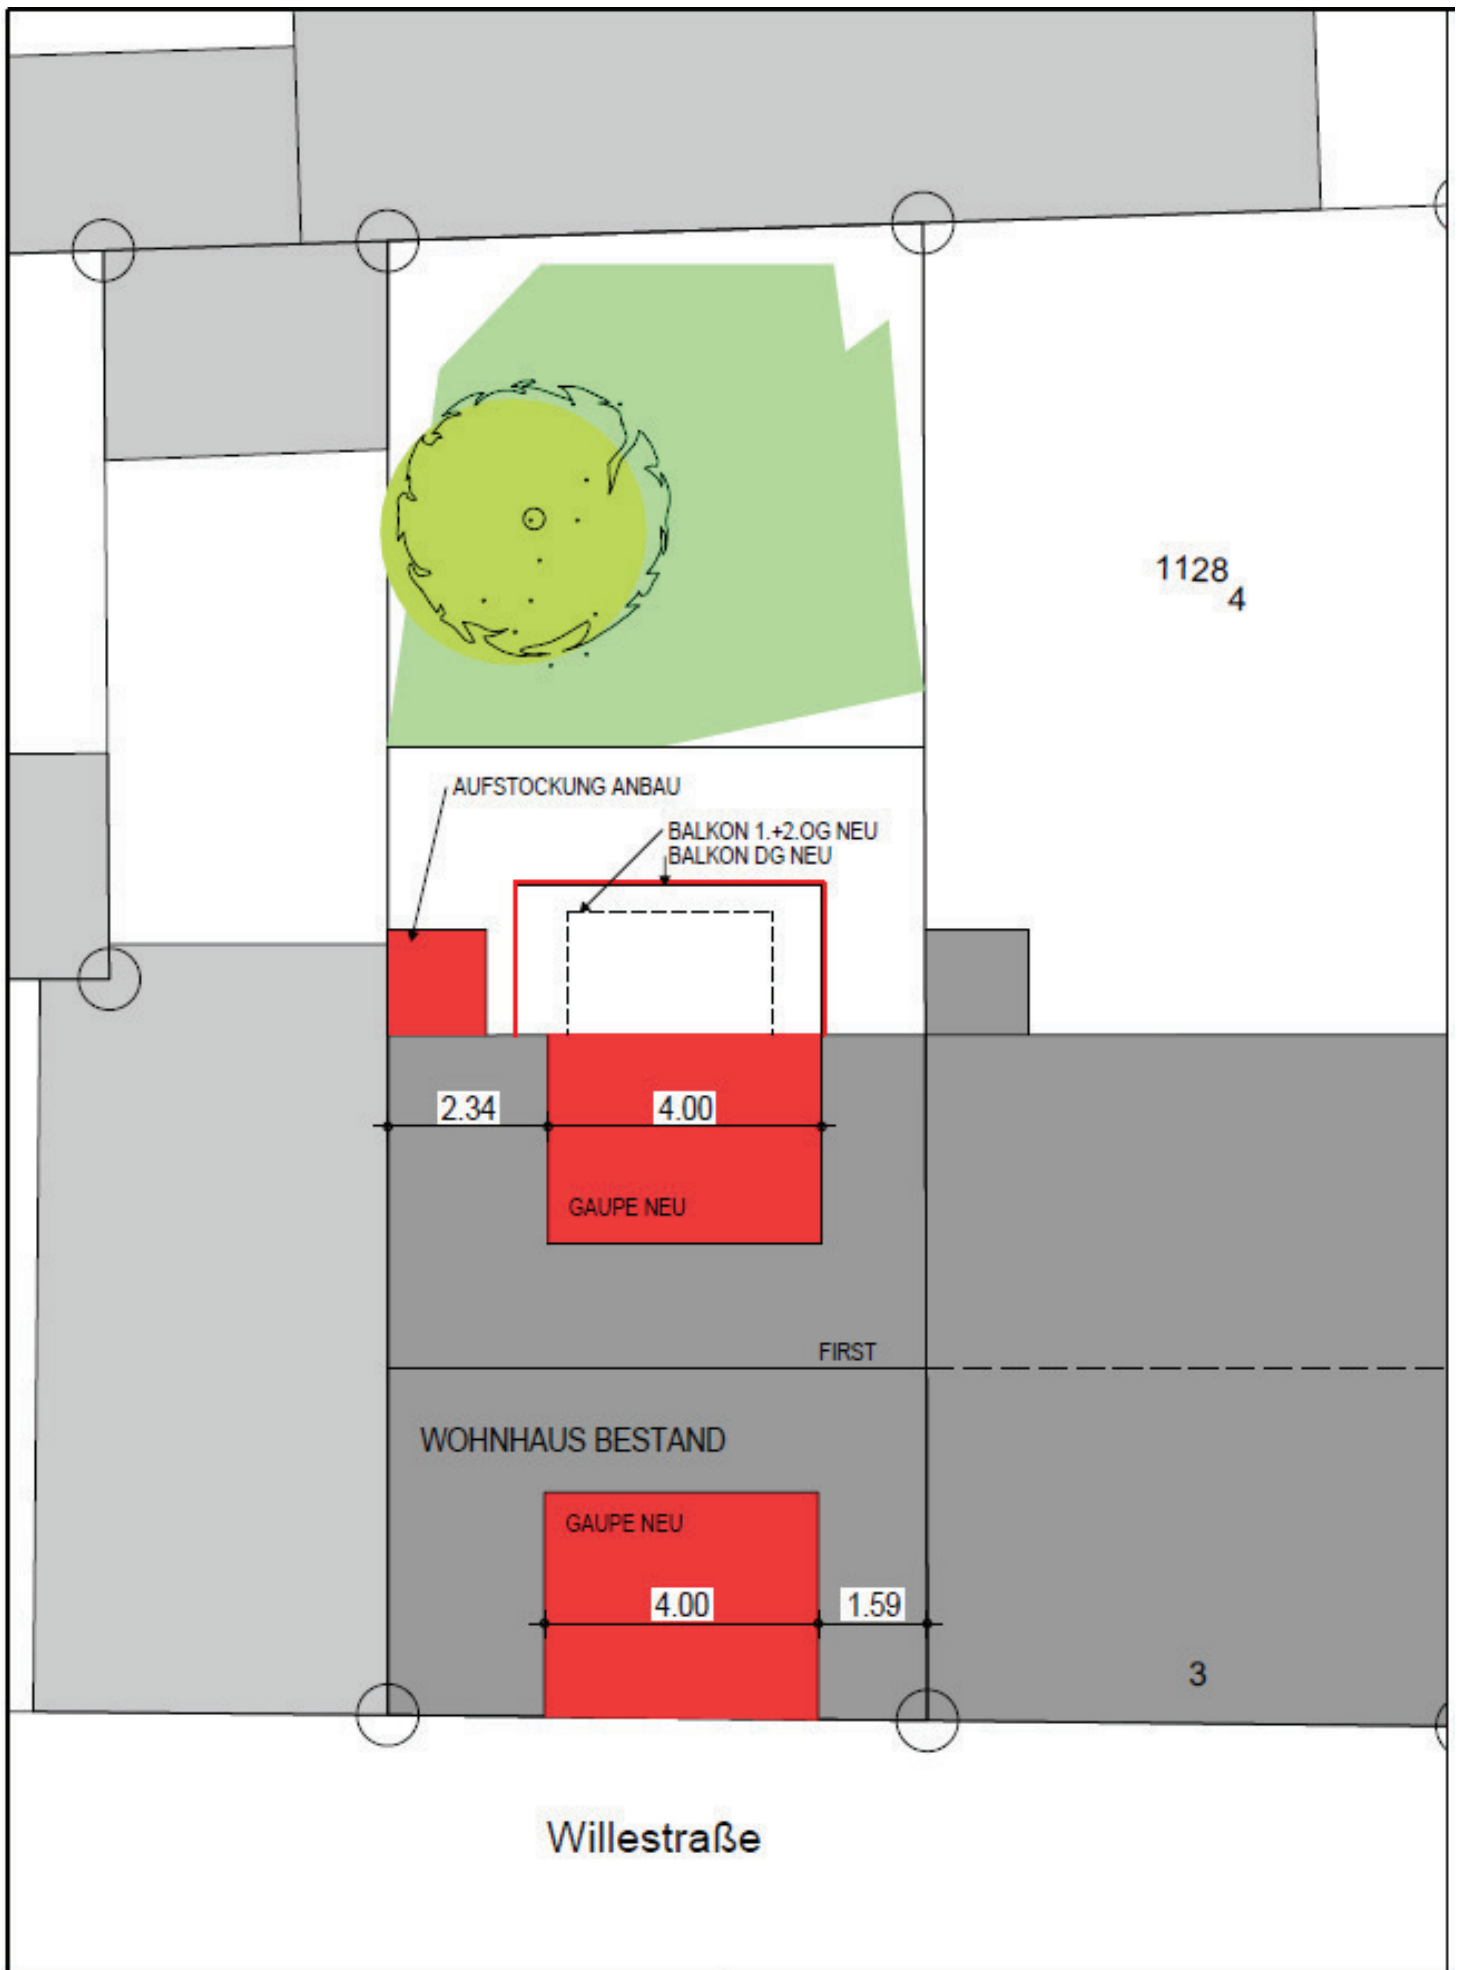 1128
4
AUFSTOCKUNG ANBAU
BALKON 1.+2.OG NEU
BALKON DG NEU
2.34
4.00
GAUPE NEU
FIRST
WOHNHAUS BESTAND
GAUPE NEU
4.00
1.59
3
Willestraße